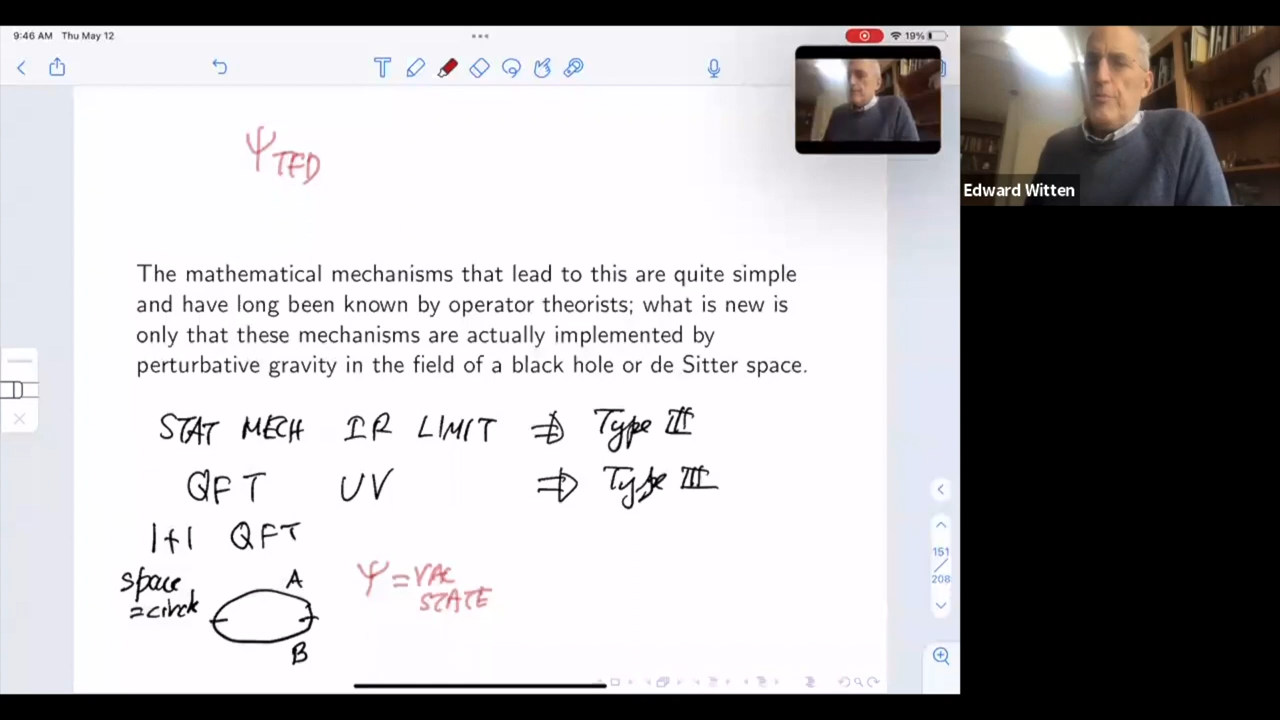 9:46 AM Thu May 12
19%
Edward Witten
Ψ TFD
The mathematical mechanisms that lead to this are quite simple
and have long been known by operator theorists; what is new is
only that these mechanisms are actually implemented by
perturbative gravity in the field of a black hole or de Sitter space.
STAT MECH IR LIMIT ⇒ Type III
QFT UV ⇒ Type III
1+1 QFT
space
= circle
A
B
Ψ = VAC
STATE
151
208